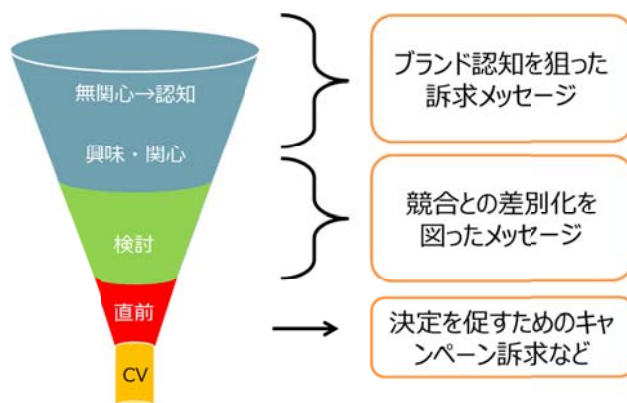 無関心→認知
興味・関心
検討
直前
CV
ブランド認知を狙った
訴求メッセージ
競合との差別化を
図ったメッセージ
決定を促すためのキャ
ンペーン訴求など